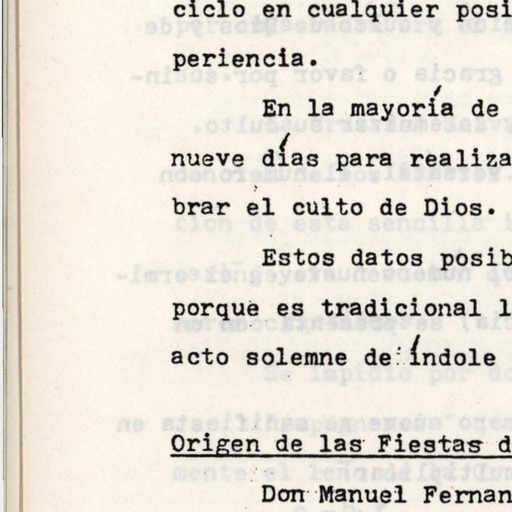 ciclo en cualquier posi
periencia.
En la mayoría de
nueve días para realiza
brar el culto de Dios.
Estos datos posib
porque es tradicional l
acto solemne de índole
Origen de las Fiestas d
Don Manuel Fernan